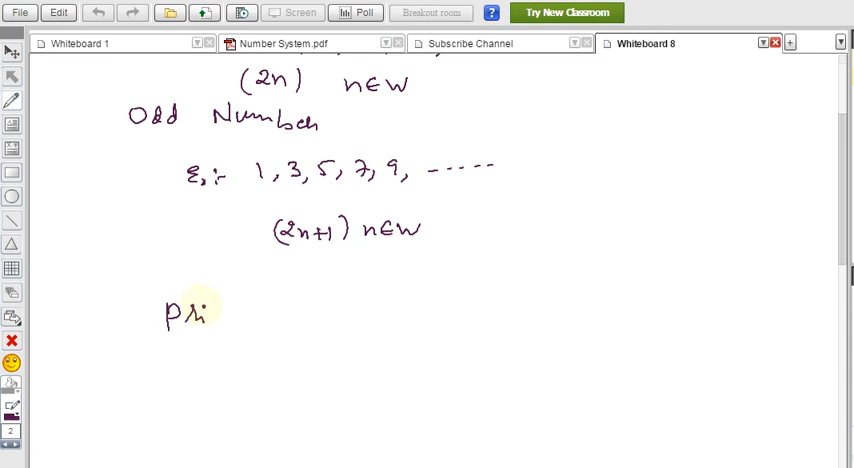 File Edit Screen Poll Breakout room ? Try New Classroom
Whiteboard 1 Number System.pdf Subscribe Channel Whiteboard 8
(2n) n∈W
Odd Number
E,:- 1, 3, 5, 7, 9, -----
(2n+1) n∈W
pri
2